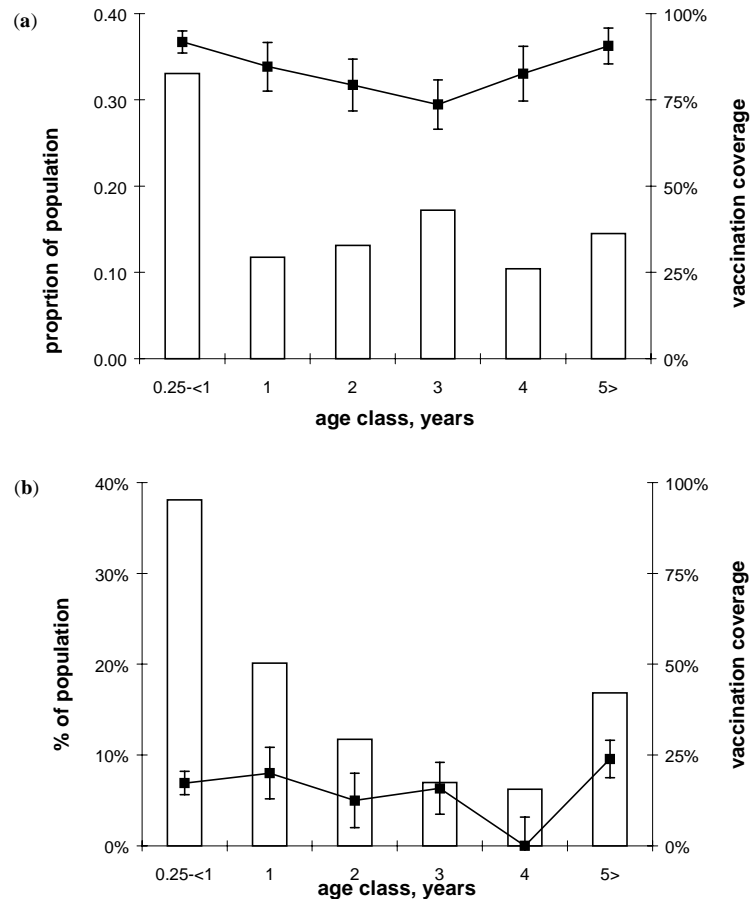 (a)
0.40
0.30
0.20
0.10
0.00
proprtion of population
100%
75%
50%
25%
0%
vaccination coverage
0.25-<1 1 2 3 4 5>
age class, years
(b)
40%
30%
20%
10%
0%
% of population
100%
75%
50%
25%
0%
vaccination coverage
0.25-<1 1 2 3 4 5>
age class, years